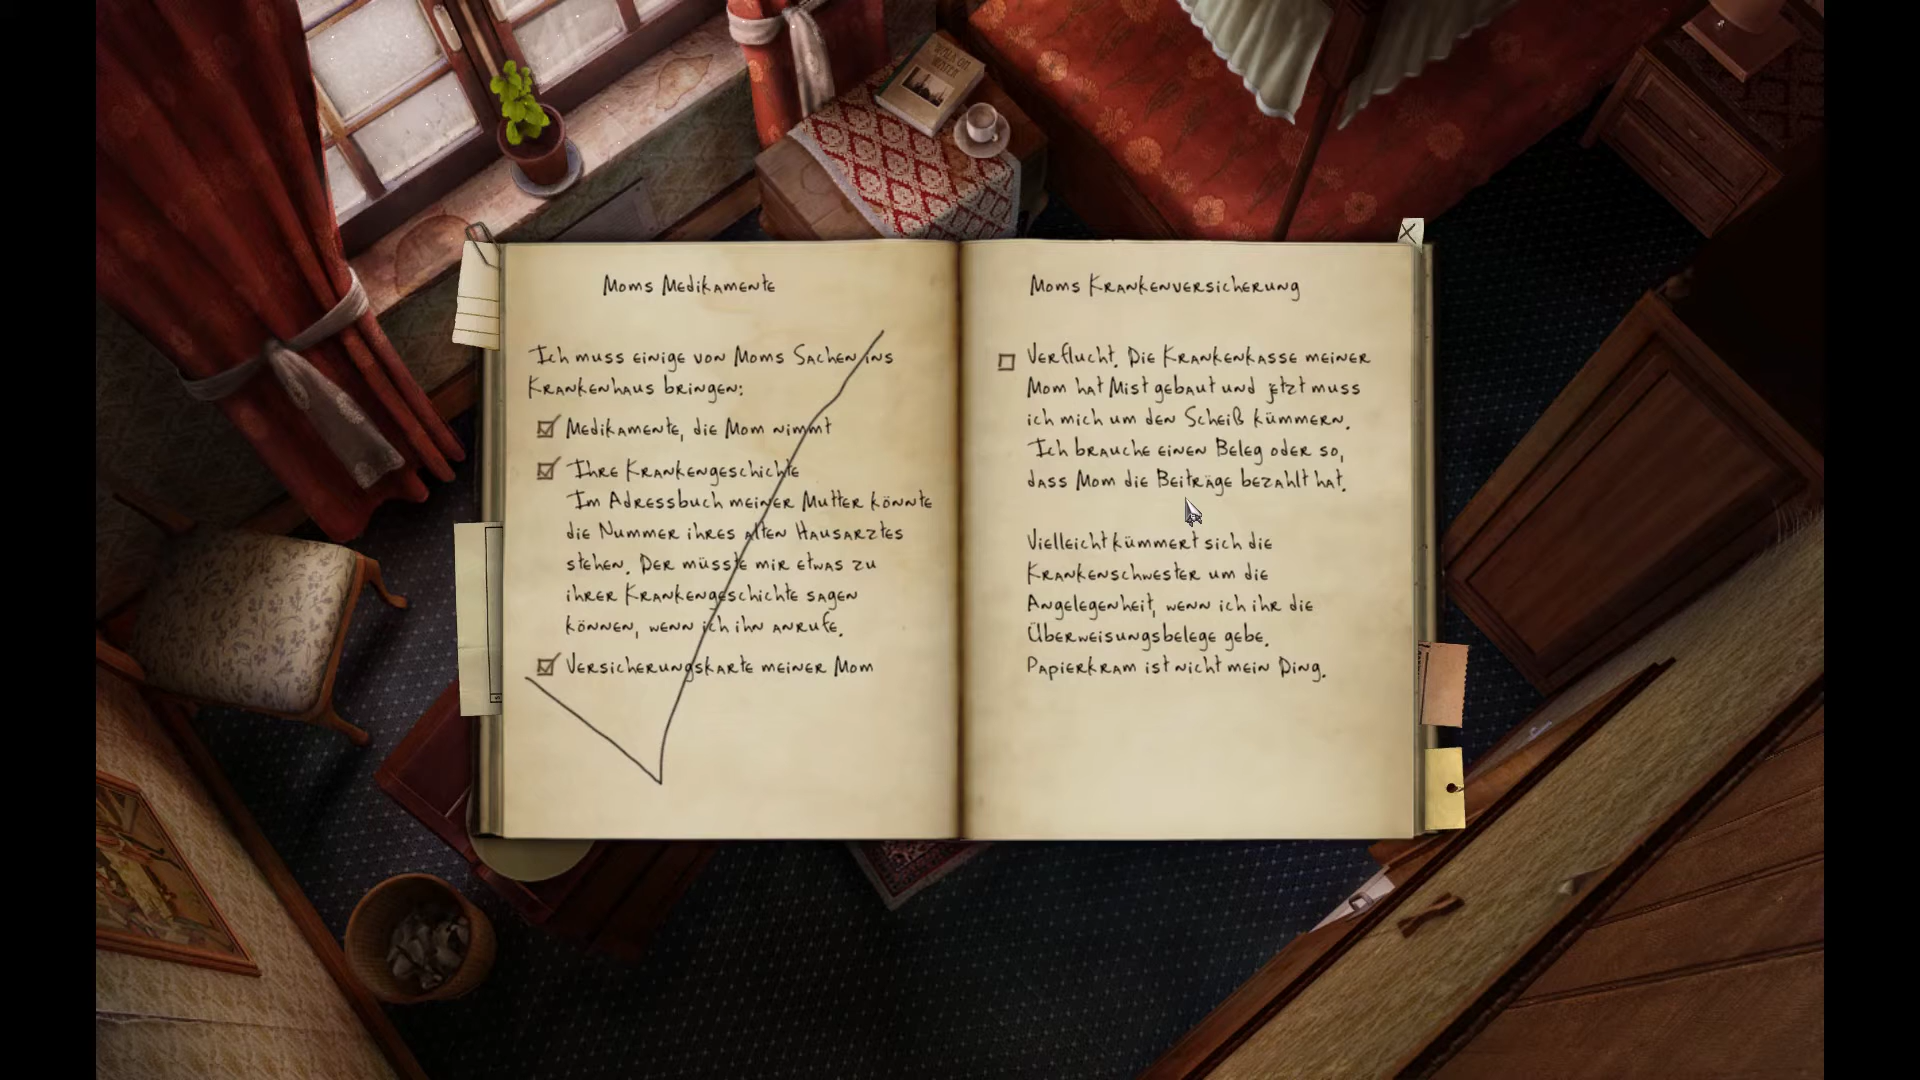 Moms Medikamente
Ich muss einige von Moms Sachen ins
Krankenhaus bringen:
Medikamente, die Mom nimmt
Ihre Krankengeschichte
Im Adressbuch meiner Mutter könnte
die Nummer ihres alten Hausarztes
stehen. Der müsste mir etwas zu
ihrer Krankengeschichte sagen
können, wenn ich ihn anrufe.
Versicherungskarte meiner Mom
Moms Krankenversicherung
Verflucht. Die Krankenkasse meiner
Mom hat Mist gebaut und jetzt muss
ich mich um den Scheiß kümmern.
Ich brauche einen Beleg oder so,
dass Mom die Beiträge bezahlt hat.
Vielleicht kümmert sich die
Krankenschwester um die
Angelegenheit, wenn ich ihr die
Überweisungsbelege gebe.
Papierkram ist nicht mein Ding.